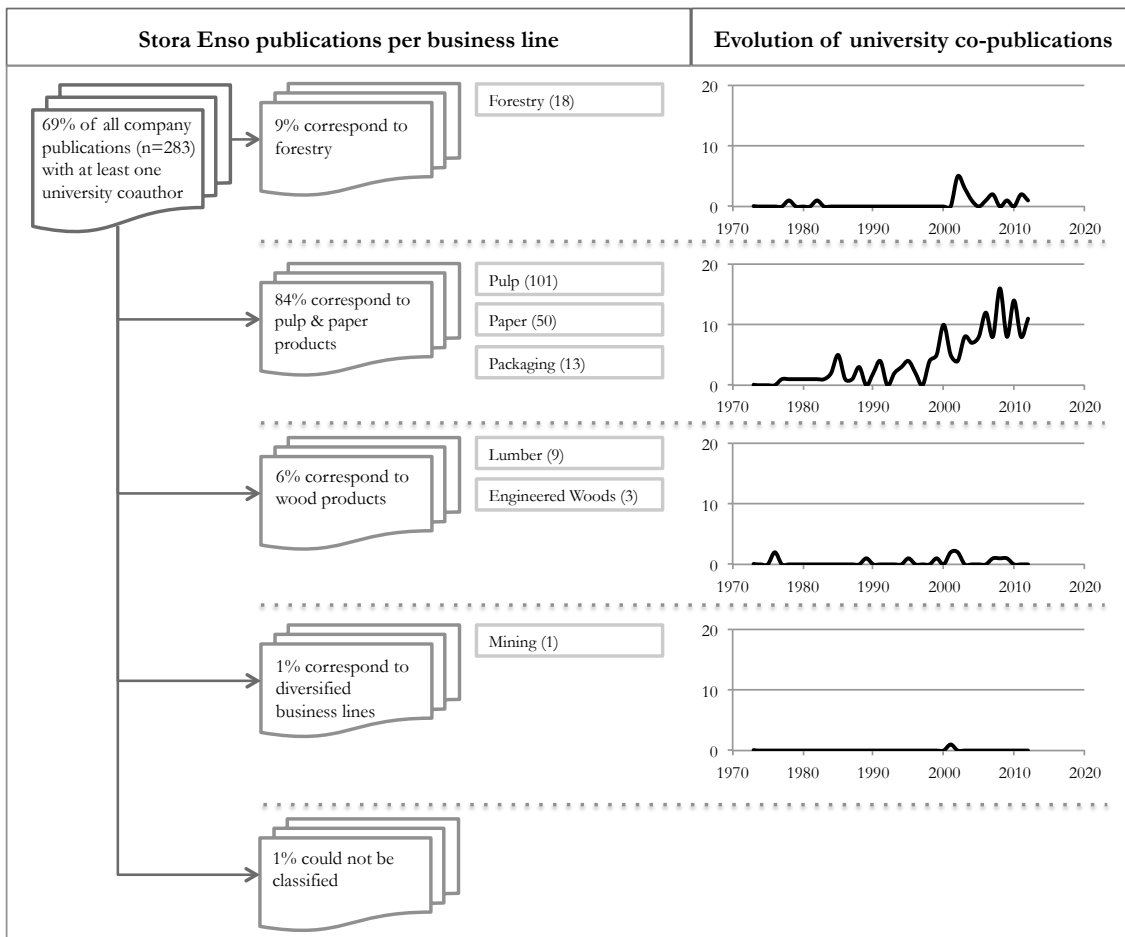 Stora Enso publications per business line
Evolution of university co-publications
69% of all company
publications (n=283)
with at least one
university coauthor
9% correspond to
forestry
Forestry (18)
20
10
0
1970 1980 1990 2000 2010 2020
84% correspond to
pulp & paper
products
Pulp (101)
Paper (50)
Packaging (13)
20
10
0
1970 1980 1990 2000 2010 2020
6% correspond to
wood products
Lumber (9)
Engineered Woods (3)
20
10
0
1970 1980 1990 2000 2010 2020
1% correspond to
diversified
business lines
Mining (1)
20
10
0
1970 1980 1990 2000 2010 2020
1% could not be
classified